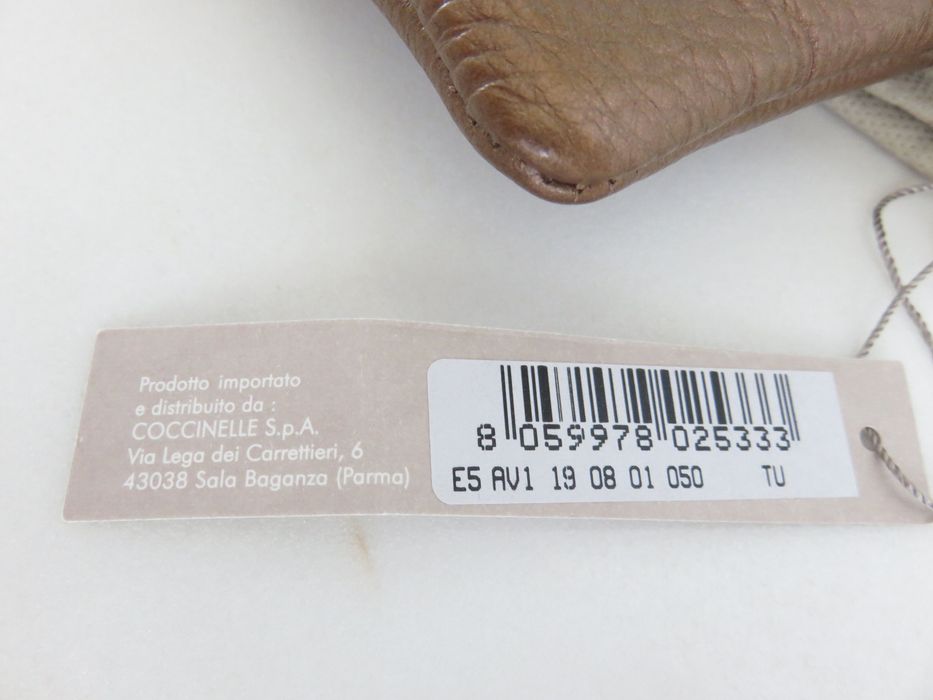 Prodotto importato
e distribuito da :
COCCINELLE S.p.A.
Via Lega dei Carrettieri, 6
43038 Sala Baganza (Parma)
8 059978 025333
E5 AV1 19 08 01 050 TU